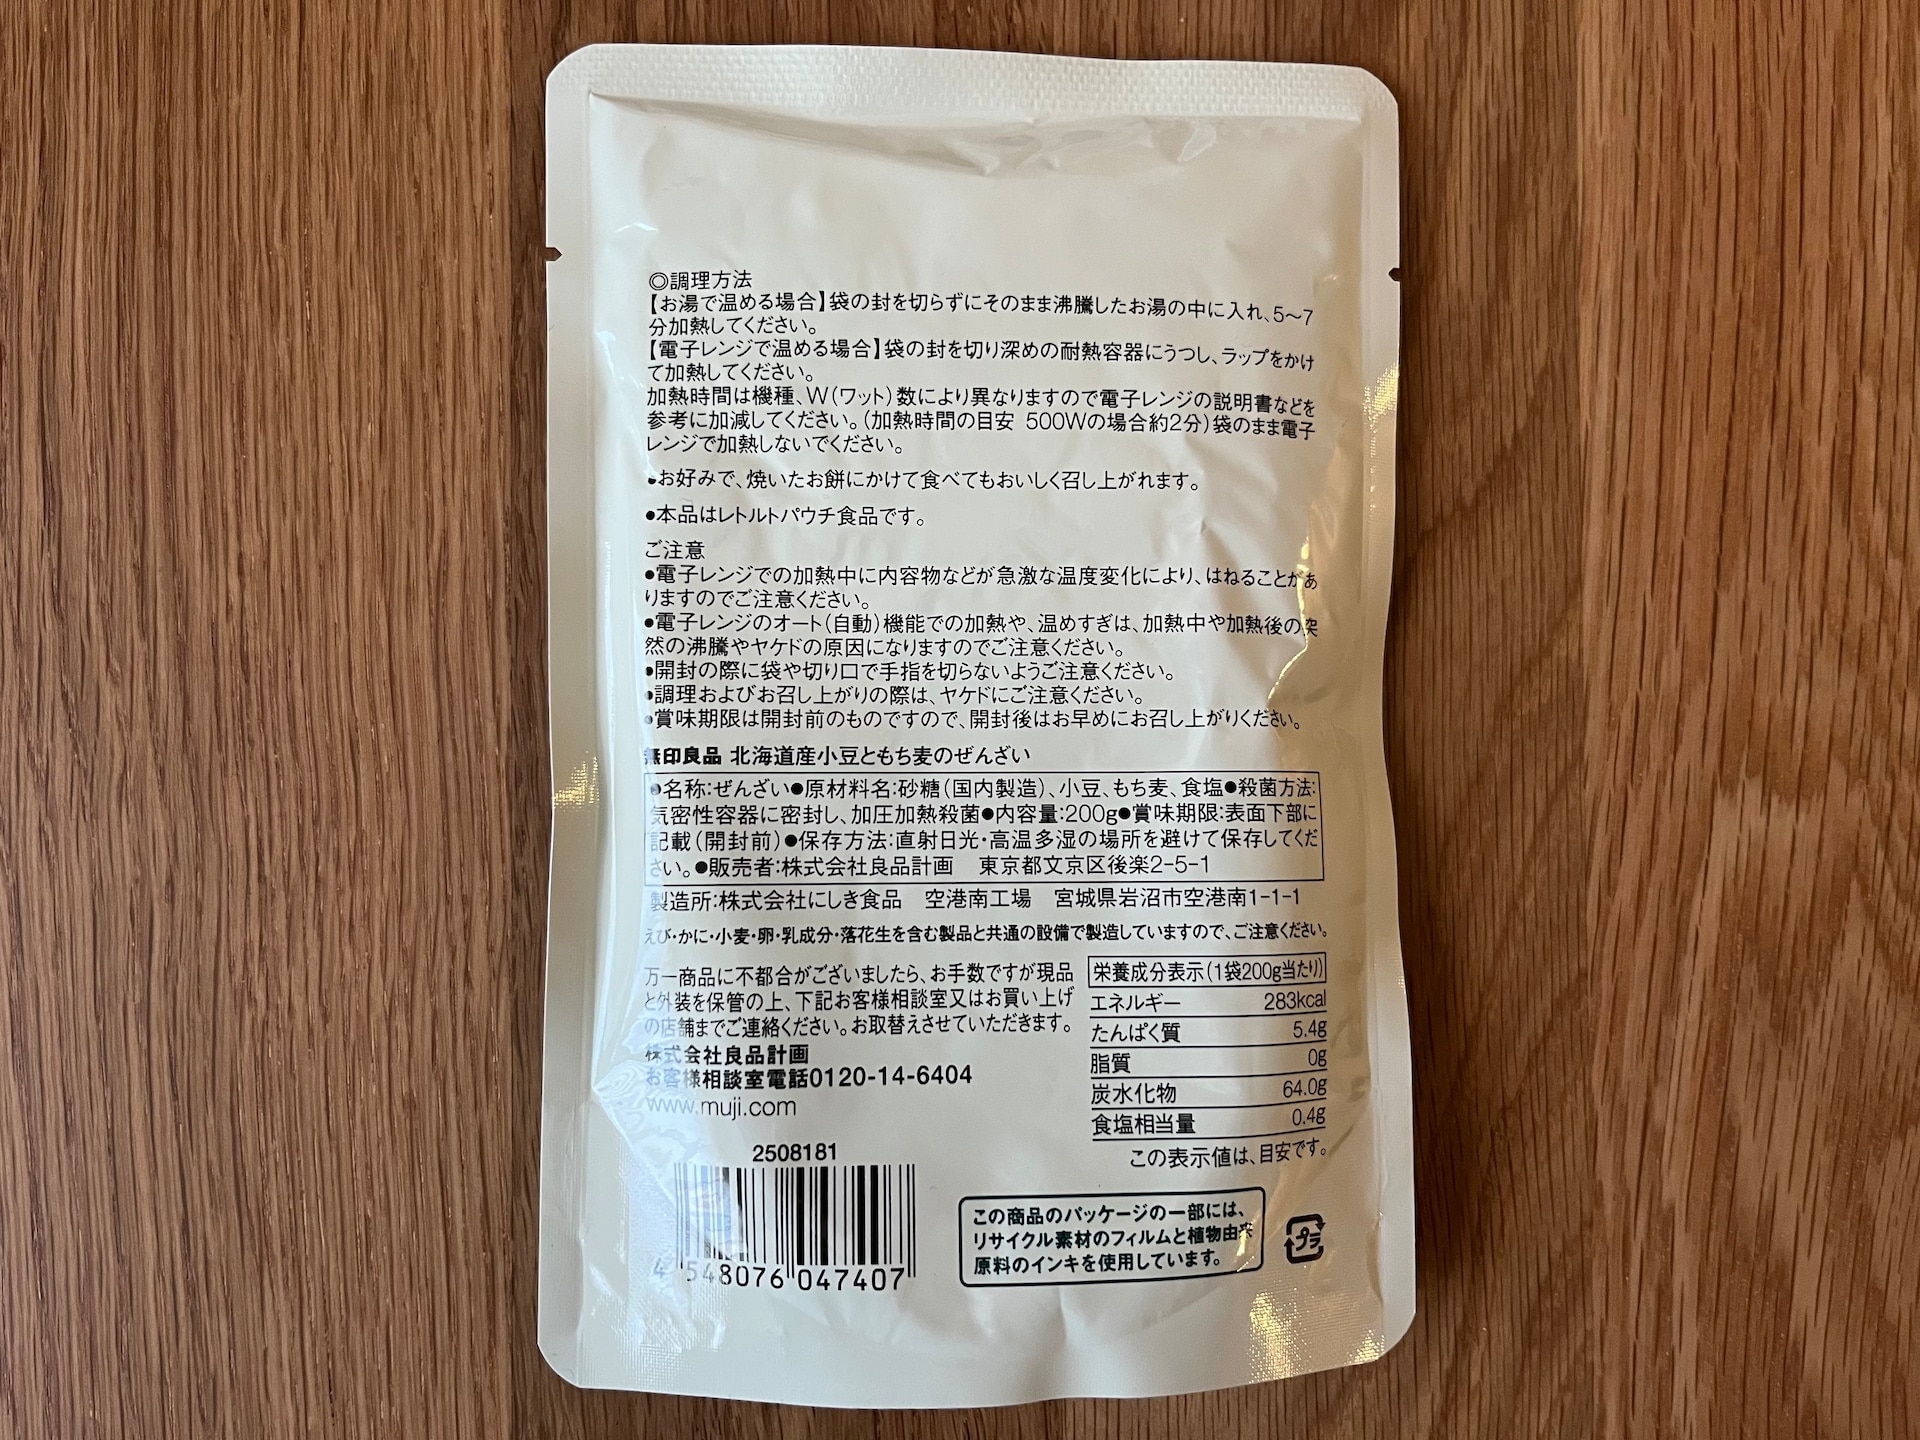 ◎調理方法
【お湯で温める場合】袋の封を切らずにそのまま沸騰したお湯の中に入れ、5〜7
分加熱してください。
【電子レンジで温める場合】袋の封を切り深めの耐熱容器にうつし、ラップをかけ
て加熱してください。
加熱時間は機種、W(ワット)数により異なりますので電子レンジの説明書などを
参考に加減してください。(加熱時間の目安 500Wの場合約2分)袋のまま電子
レンジで加熱しないでください。
●お好みで、焼いたお餅にかけて食べてもおいしく召し上がれます。
●本品はレトルトパウチ食品です。
ご注意
●電子レンジでの加熱中に内容物などが急激な温度変化により、はねることがあ
りますのでご注意ください。
●電子レンジのオート(自動)機能での加熱や、温めすぎは、加熱中や加熱後の突
然の沸騰やヤケドの原因になりますのでご注意ください。
●開封の際に袋や切り口で手指を切らないようご注意ください。
●調理およびお召し上がりの際は、ヤケドにご注意ください。
●賞味期限は開封前のものですので、開封後はお早めにお召し上がりください。
無印良品 北海道産小豆ともち麦のぜんざい
●名称:ぜんざい●原材料名:砂糖(国内製造)、小豆、もち麦、食塩●殺菌方法:
気密性容器に密封し、加圧加熱殺菌●内容量:200g●賞味期限:表面下部に
記載(開封前)●保存方法:直射日光・高温多湿の場所を避けて保存してくだ
さい。●販売者:株式会社良品計画 東京都文京区後楽2-5-1
製造所:株式会社にしき食品 空港南工場 宮城県岩沼市空港南1-1-1
えび・かに・小麦・卵・乳成分・落花生を含む製品と共通の設備で製造していますので、ご注意ください。
万一商品に不都合がございましたら、お手数ですが現品
と外装を保管の上、下記お客様相談室又はお買い上げ
の店舗までご連絡ください。お取替えさせていただきます。
株式会社良品計画
お客様相談室電話0120-14-6404
www.muji.com
栄養成分表示(1袋200g当たり)
エネルギー 283kcal
たんぱく質 5.4g
脂質 0g
炭水化物 64.0g
食塩相当量 0.4g
この表示値は、目安です。
2508181
4 548076 047407
この商品のパッケージの一部には、
リサイクル素材のフィルムと植物由来
原料のインキを使用しています。
プラ